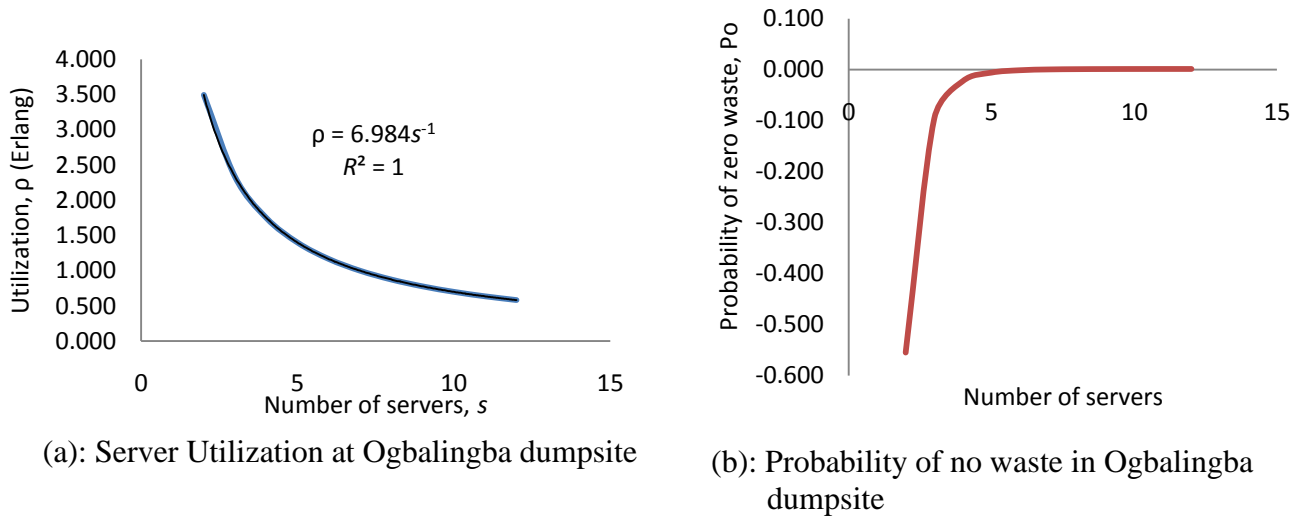 4.000
3.500
3.000
2.500
2.000
1.500
1.000
0.500
0.000
Utilization, ρ (Erlang)
ρ = 6.984s⁻¹
R² = 1
0
5
10
15
Number of servers, s
(a): Server Utilization at Ogbalingba dumpsite
0.100
0.000
-0.100
-0.200
-0.300
-0.400
-0.500
-0.600
Probability of zero waste, Po
0
5
10
15
Number of servers
(b): Probability of no waste in Ogbalingba
dumpsite